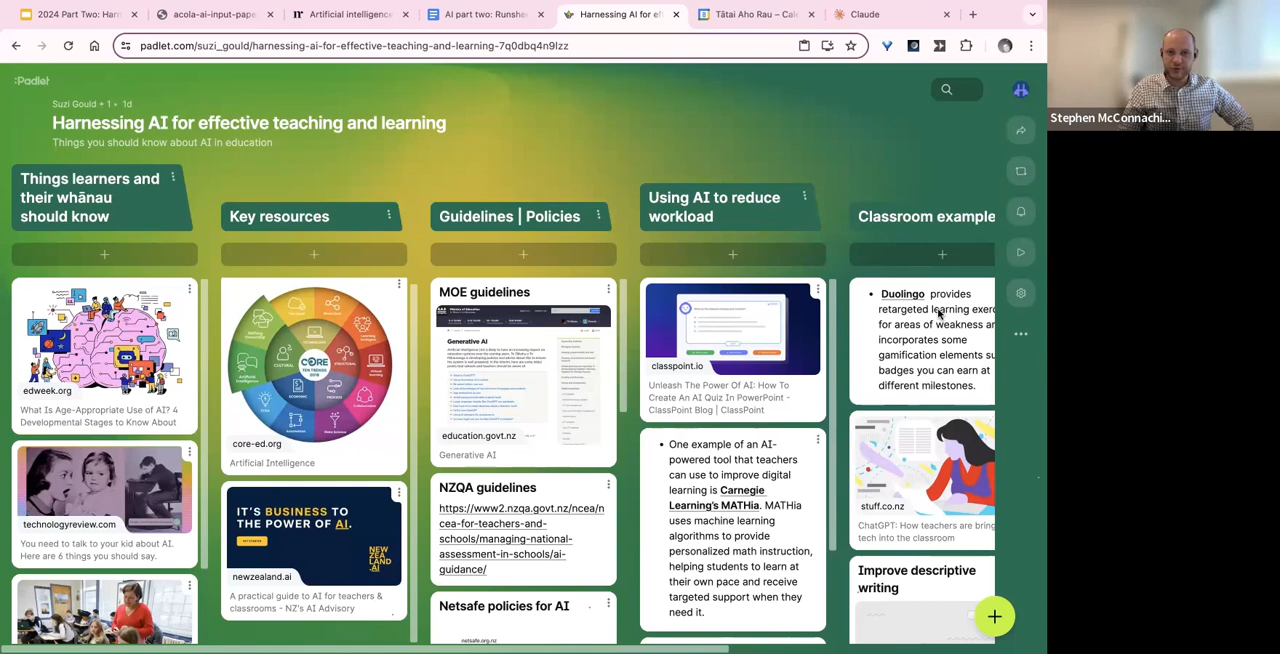 2024 Part Two: Harn
acola-ai-input-pape
Artificial intelligence
AI part two: Runshe
Harnessing AI for ef
Tātai Aho Rau – Cal
Claude
padlet.com/suzi_gould/harnessing-ai-for-effective-teaching-and-learning-7q0dbq4n9lzz
:Padlet
Suzi Gould + 1 • 1d
Harnessing AI for effective teaching and learning
Things you should know about AI in education
Stephen McConnachi...
Things learners and
their whānau
should know
edweek.org
What Is Age-Appropriate Use of AI? 4
Developmental Stages to Know About
technologyreview.com
You need to talk to your kid about AI.
Here are 6 things you should say.
Key resources
CORE
TEN TRENDS
core-ed.org
Artificial Intelligence
IT'S BUSINESS TO
THE POWER OF AI.
NEW
ZEAL
AND.
AI
newzealand.ai
A practical guide to AI for teachers &
classrooms - NZ's AI Advisory
Guidelines | Policies
MOE guidelines
Generative AI
education.govt.nz
Generative AI
NZQA guidelines
https://www2.nzqa.govt.nz/ncea/n
cea-for-teachers-and-
schools/managing-national-
assessment-in-schools/ai-
guidance/
Netsafe policies for AI
netsafe.org.nz
Using AI to reduce
workload
classpoint.io
Unleash The Power Of AI: How To
Create An AI Quiz In PowerPoint -
ClassPoint Blog | ClassPoint
• One example of an AI-
powered tool that teachers
can use to improve digital
learning is Carnegie
Learning's MATHia. MATHia
uses machine learning
algorithms to provide
personalized math instruction,
helping students to learn at
their own pace and receive
targeted support when they
need it.
Classroom example
• Duolingo provides
retargeted learning exerc
for areas of weakness an
incorporates some
gamification elements su
badges you can earn at
different milestones.
stuff.co.nz
ChatGPT: How teachers are bring
tech into the classroom
Improve descriptive
writing